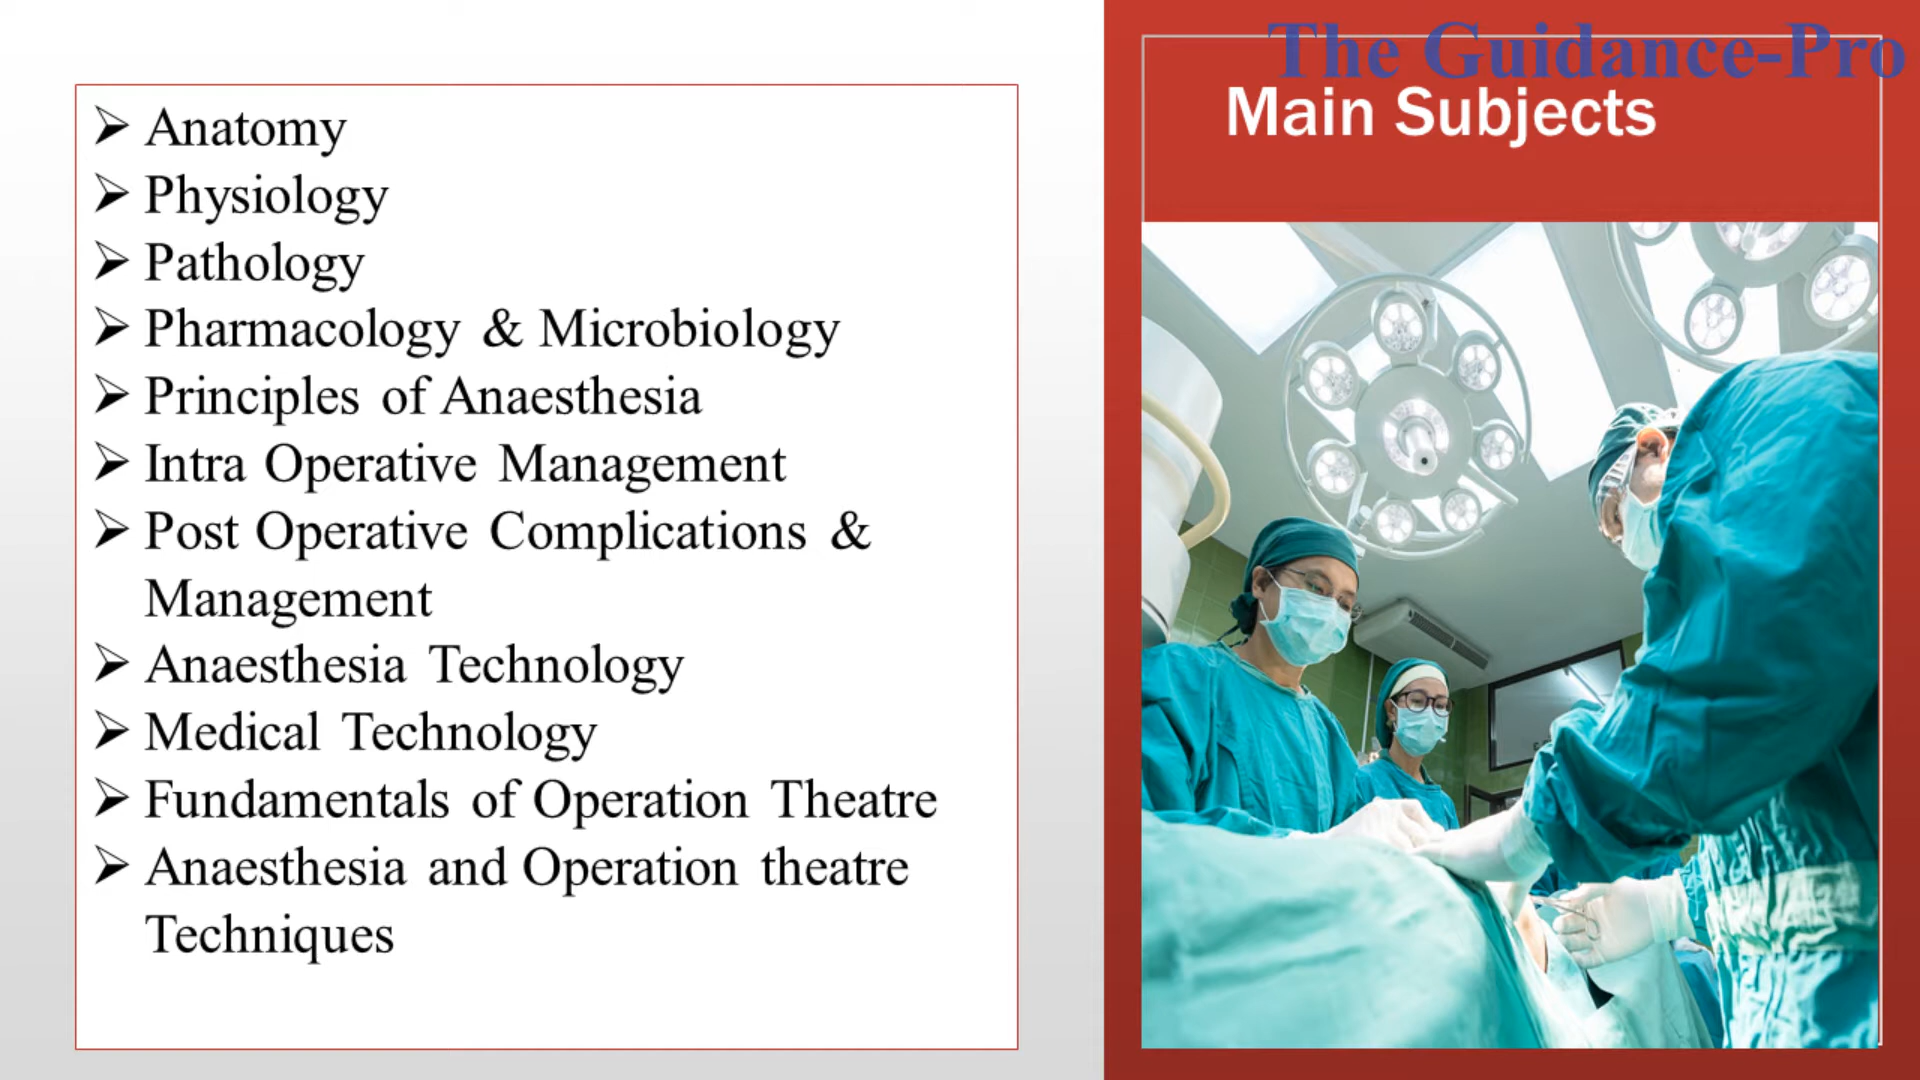 The Guidance-Pro
Main Subjects
➢ Anatomy
➢ Physiology
➢ Pathology
➢ Pharmacology & Microbiology
➢ Principles of Anaesthesia
➢ Intra Operative Management
➢ Post Operative Complications &
Management
➢ Anaesthesia Technology
➢ Medical Technology
➢ Fundamentals of Operation Theatre
➢ Anaesthesia and Operation theatre
Techniques